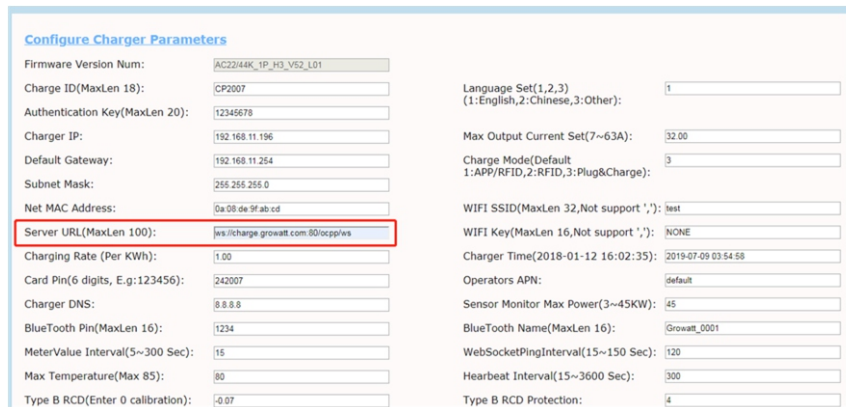 Configure Charger Parameters
Firmware Version Num: AC22/44K_1P_H3_V52_L01
Charge ID(MaxLen 18): CP2007
Language Set(1,2,3) 1
(1:English,2:Chinese,3:Other):
Authentication Key(MaxLen 20): 12345678
Charger IP: 192.168.11.196
Max Output Current Set(7~63A): 32.00
Default Gateway: 192.168.11.254
Charge Mode(Default 3
1:APP/RFID,2:RFID,3:Plug&Charge):
Subnet Mask: 255.255.255.0
Net MAC Address: 0a:08:de:9f:ab:cd
WIFI SSID(MaxLen 32,Not support ','): test
Server URL(MaxLen 100): ws://charge.growatt.com:80/ocpp/ws
WIFI Key(MaxLen 16,Not support ','): NONE
Charging Rate (Per KWh): 1.00
Charger Time(2018-01-12 16:02:35): 2019-07-09 03:54:58
Card Pin(6 digits, E.g:123456): 242007
Operators APN: default
Charger DNS: 8.8.8.8
Sensor Monitor Max Power(3~45KW): 45
BlueTooth Pin(MaxLen 16): 1234
BlueTooth Name(MaxLen 16): Growatt_0001
MeterValue Interval(5~300 Sec): 15
WebSocketPingInterval(15~150 Sec): 120
Max Temperature(Max 85): 80
Hearbeat Interval(15~3600 Sec): 300
Type B RCD(Enter 0 calibration): -0.07
Type B RCD Protection: 4